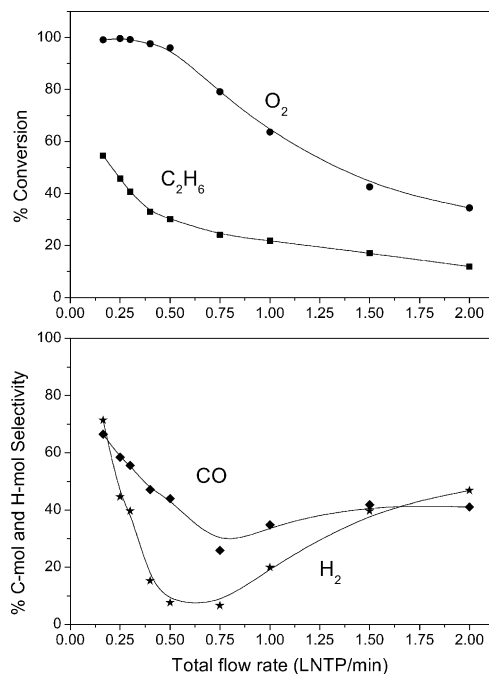 100
80
60
40
20
0
% Conversion
O2
C2H6
0.00 0.25 0.50 0.75 1.00 1.25 1.50 1.75 2.00
100
80
60
40
20
0
% C-mol and H-mol Selectivity
CO
H2
0.00 0.25 0.50 0.75 1.00 1.25 1.50 1.75 2.00
Total flow rate (LNTP/min)